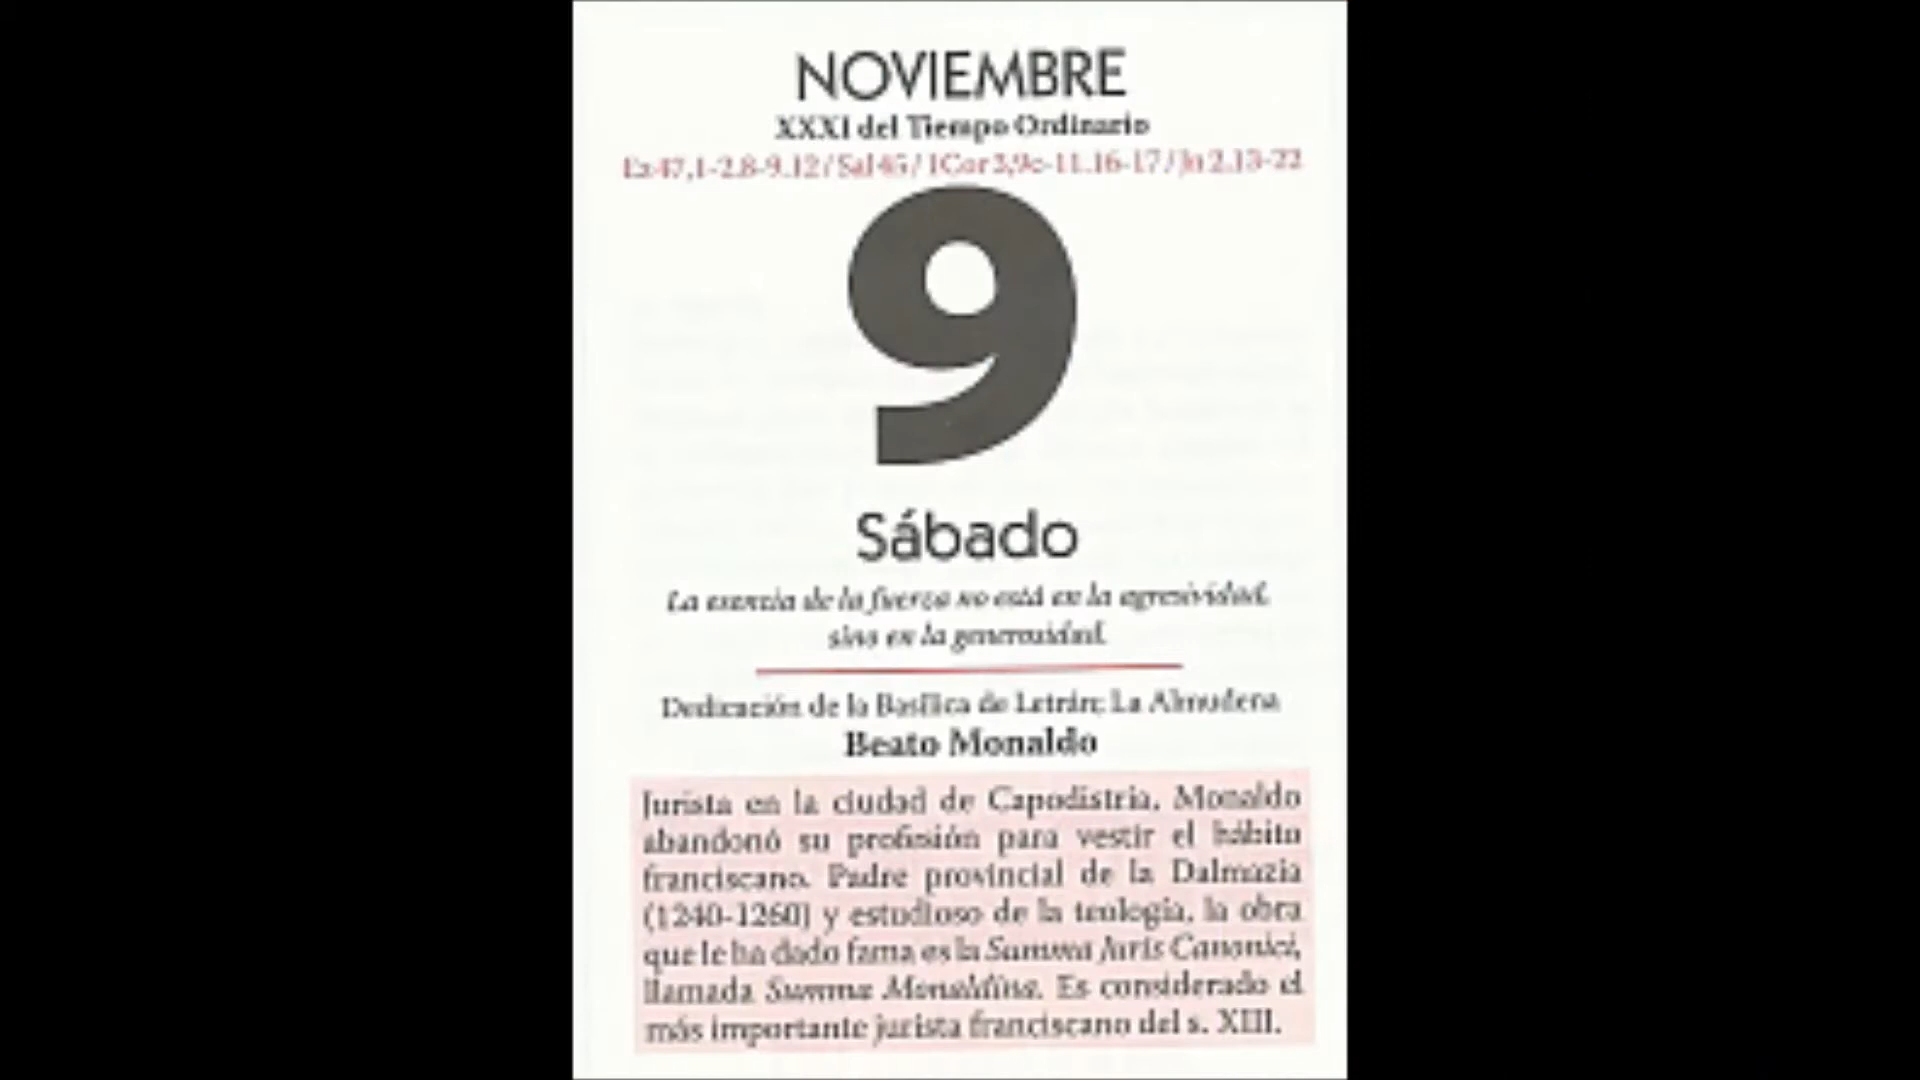 NOVIEMBRE
XXXI del Tiempo Ordinario
Ez 47,1-2.8-9.12 / Sal 45 / 1Cor 3,9c-11.16-17 / Jn 2,13-22
9
Sábado
La esencia de la fuerza no está en la agresividad,
sino en la generosidad.
Dedicación de la Basílica de Letrán; La Almudena
Beato Monaldo
Jurista en la ciudad de Capodistria, Monaldo
abandonó su profesión para vestir el hábito
franciscano. Padre provincial de la Dalmazia
(1240-1260) y estudioso de la teología, la obra
que le ha dado fama es la Summa Juris Canonici,
llamada Summa Monaldina. Es considerado el
más importante jurista franciscano del s. XIII.